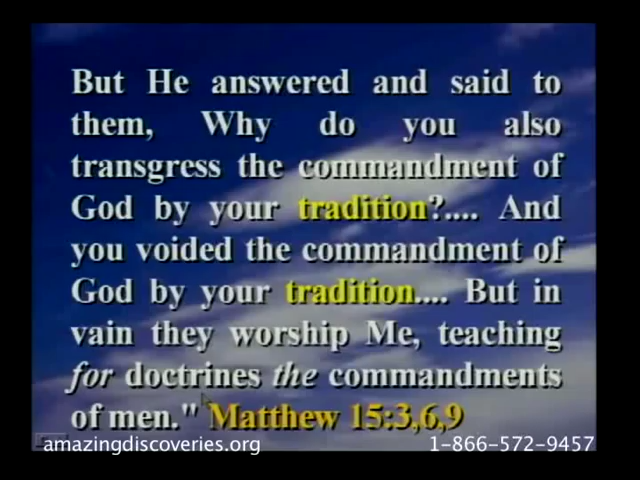 But He answered and said to
them, Why do you also
transgress the commandment of
God by your tradition?.... And
you voided the commandment of
God by your tradition.... But in
vain they worship Me, teaching
for doctrines the commandments
of men." Matthew 15:3,6,9
amazingdiscoveries.org 1-866-572-9457